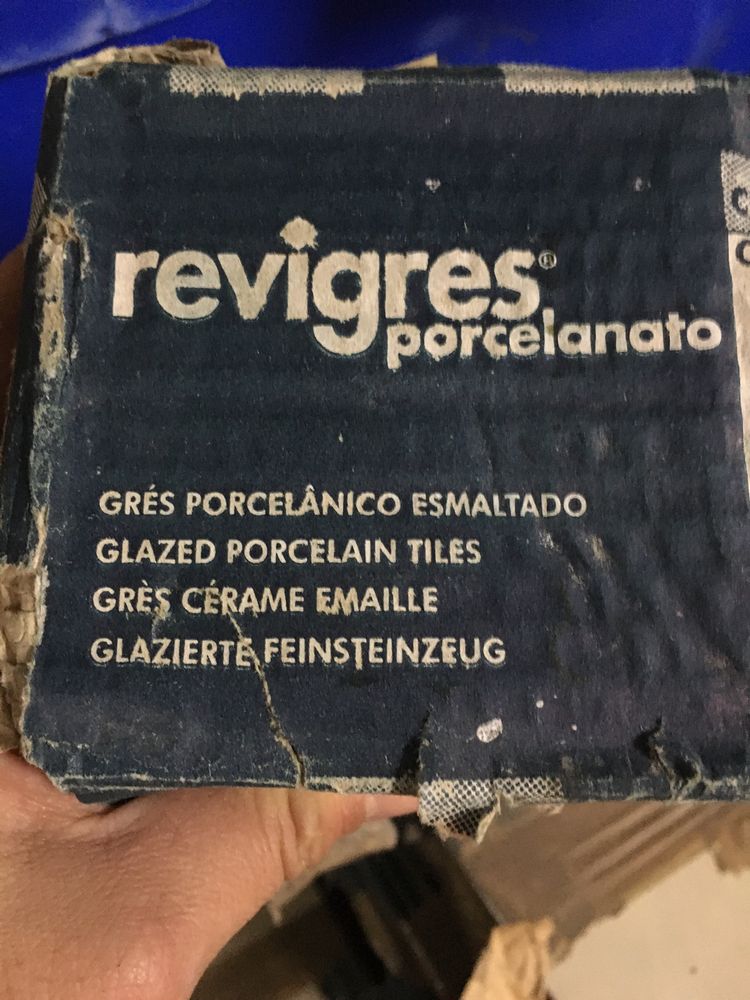 revigres®
porcelanato
GRÉS PORCELÂNICO ESMALTADO
GLAZED PORCELAIN TILES
GRÈS CÉRAME EMAILLE
GLAZIERTE FEINSTEINZEUG